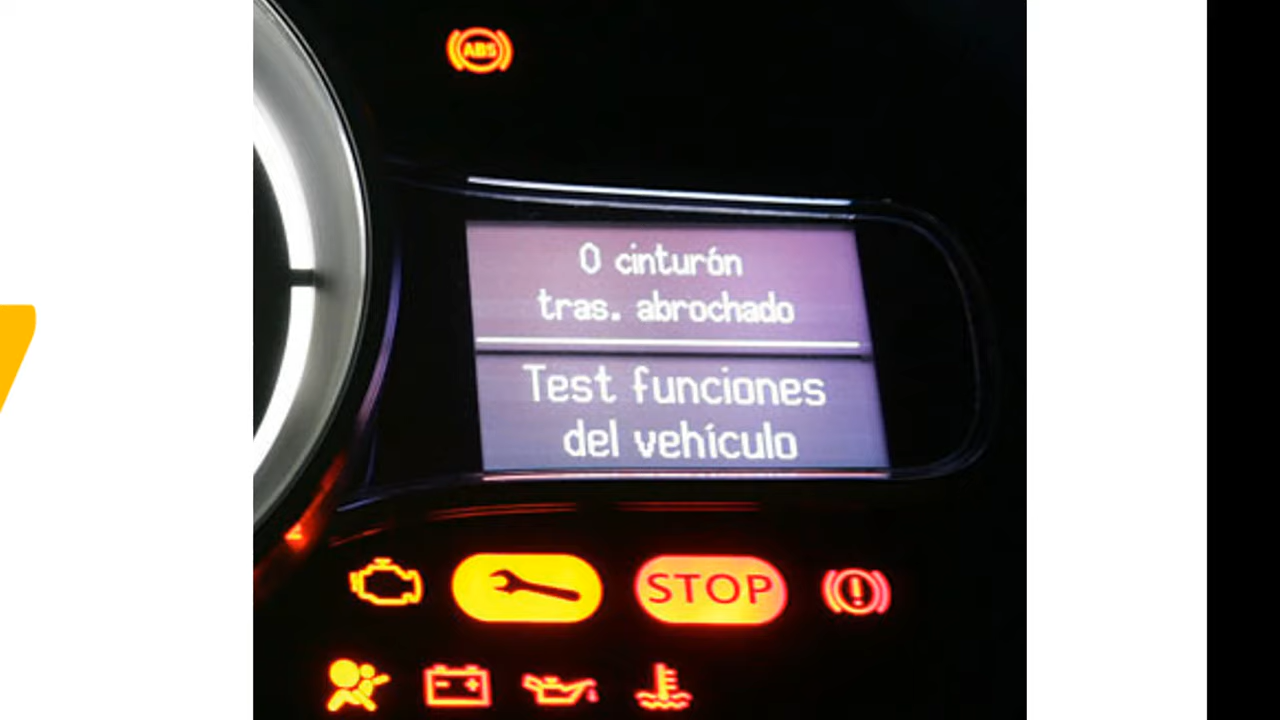 ABS
0 cinturón
tras. abrochado
Test funciones
del vehículo
STOP